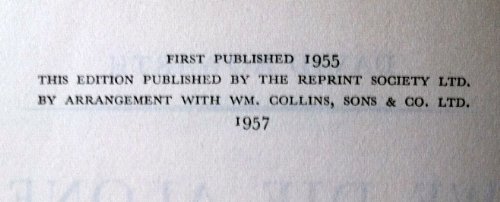 FIRST PUBLISHED 1955
THIS EDITION PUBLISHED BY THE REPRINT SOCIETY LTD.
BY ARRANGEMENT WITH WM. COLLINS, SONS & CO. LTD.
1957